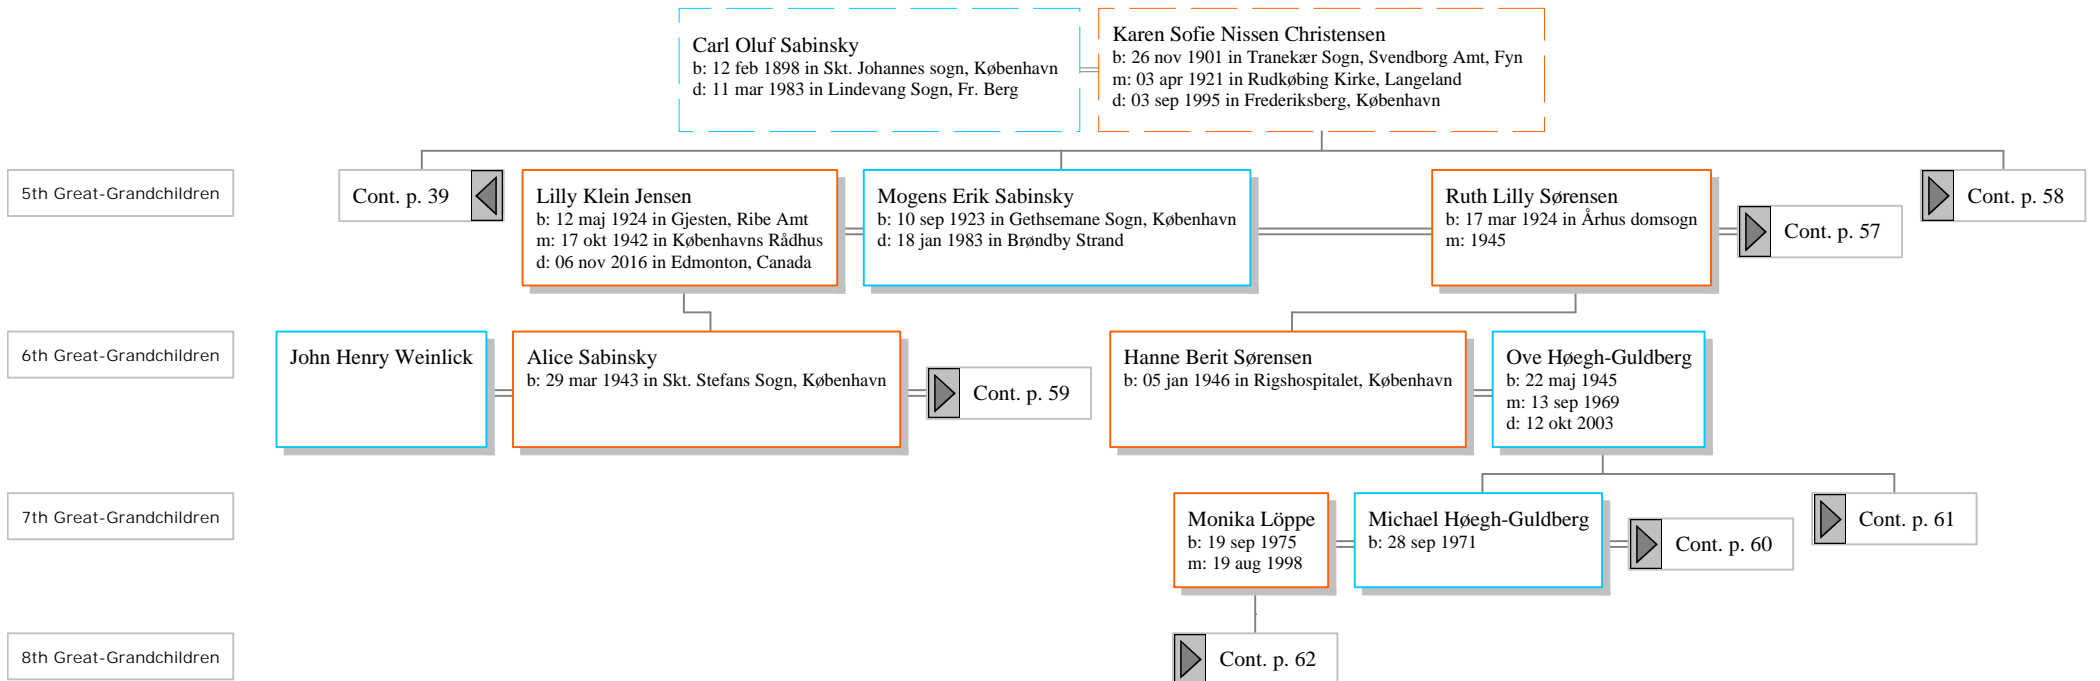 Carl Oluf Sabinsky
b: 12 feb 1898 in Skt. Johannes sogn, København
d: 11 mar 1983 in Lindevang Sogn, Fr. Berg
Karen Sofie Nissen Christensen
b: 26 nov 1901 in Tranekær Sogn, Svendborg Amt, Fyn
m: 03 apr 1921 in Rudkøbing Kirke, Langeland
d: 03 sep 1995 in Frederiksberg, København
5th Great-Grandchildren
Cont. p. 39
Lilly Klein Jensen
b: 12 maj 1924 in Gjesten, Ribe Amt
m: 17 okt 1942 in Københavns Rådhus
d: 06 nov 2016 in Edmonton, Canada
Mogens Erik Sabinsky
b: 10 sep 1923 in Gethsemane Sogn, København
d: 18 jan 1983 in Brøndby Strand
Ruth Lilly Sørensen
b: 17 mar 1924 in Århus domsogn
m: 1945
Cont. p. 57
Cont. p. 58
6th Great-Grandchildren
John Henry Weinlick
Alice Sabinsky
b: 29 mar 1943 in Skt. Stefans Sogn, København
Cont. p. 59
Hanne Berit Sørensen
b: 05 jan 1946 in Rigshospitalet, København
Ove Høegh-Guldberg
b: 22 maj 1945
m: 13 sep 1969
d: 12 okt 2003
7th Great-Grandchildren
Monika Löppe
b: 19 sep 1975
m: 19 aug 1998
Michael Høegh-Guldberg
b: 28 sep 1971
Cont. p. 60
Cont. p. 61
8th Great-Grandchildren
Cont. p. 62